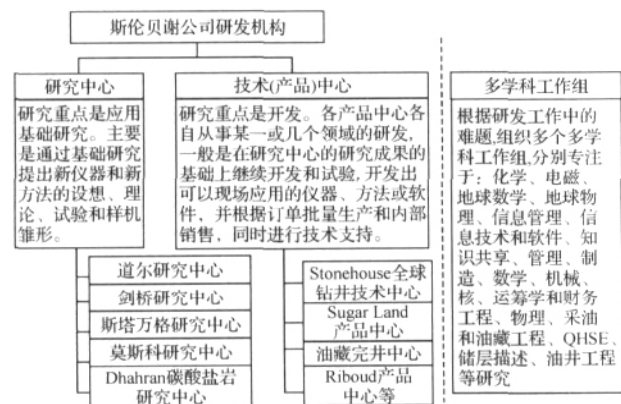 斯伦贝谢公司研发机构
研究中心
研究重点是应用
基础研究。主要
是通过基础研究
提出新仪器和新
方法的设想、理
论、试验和样机
雏形。
道尔研究中心
剑桥研究中心
斯塔万格研究中心
莫斯科研究中心
Dhahran碳酸盐岩
研究中心
技术(产品)中心
研究重点是开发。各产品中心各
自从事某一或几个领域的研发，
一般是在研究中心的研究成果的
基础上继续开发和试验, 开发出
可以现场应用的仪器、方法或软
件，并根据订单批量生产和内部
销售，同时进行技术支持。
Stonehouse全球
钻井技术中心
Sugar Land
产品中心
油藏完井中心
Riboud产品
中心等
多学科工作组
根据研发工作中的
难题,组织多个多学
科工作组,分别专注
于：化学、电磁、
地球数学、地球物
理、信息管理、信
息技术和软件、知
识共享、管理、制
造、数学、机械、
核、运筹学和财务
工程、物理、采油
和油藏工程、QHSE、
储层描述、油井工程
等研究